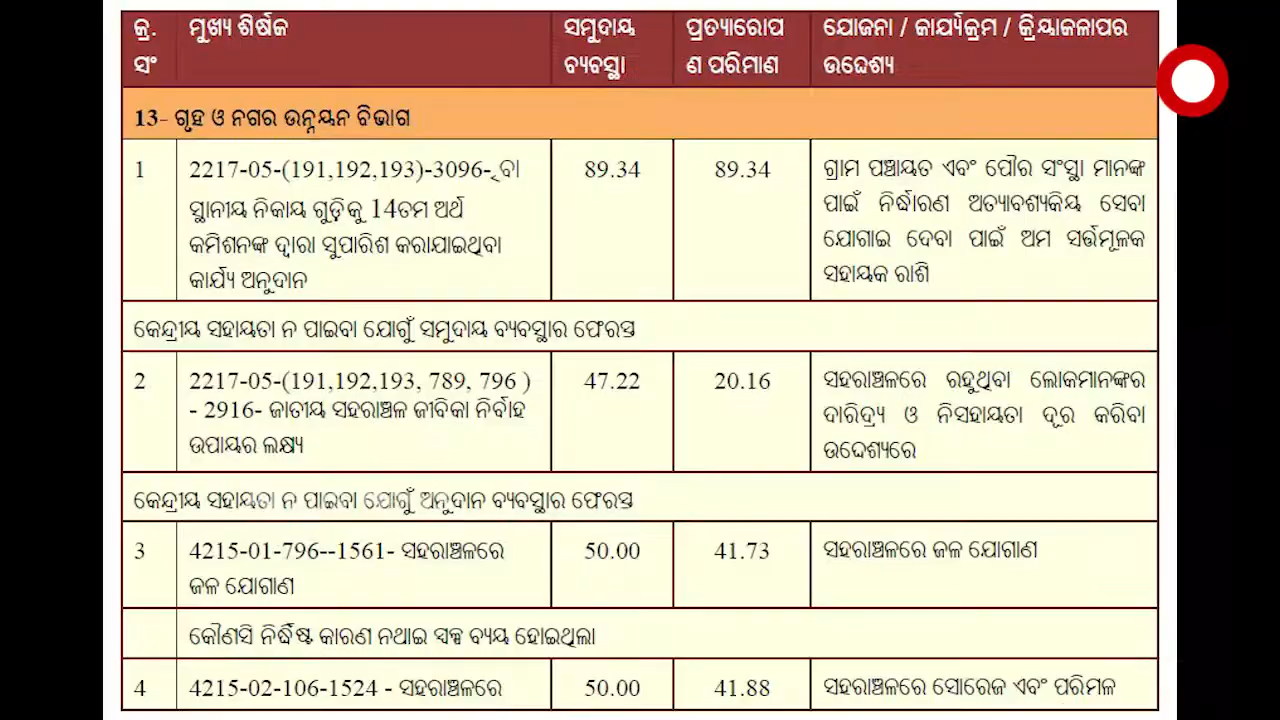 କ୍ର. ମୁଖ୍ୟ ଶିର୍ଷକ ସମୁଦାୟ ପ୍ରତ୍ୟାରୋପ ଯୋଜନା / କାର୍ଯ୍ୟକ୍ରମ / କ୍ରିୟାକଳାପର
ସଂ ବ୍ୟବସ୍ଥା ଣ ପରିମାଣ ଉଦ୍ଦେଶ୍ୟ
13- ଗୃହ ଓ ନଗର ଉନ୍ନୟନ ବିଭାଗ
1 2217-05-(191,192,193)-3096- ବା 89.34 89.34 ଗ୍ରାମ ପଞ୍ଚାୟତ ଏବଂ ପୌର ସଂସ୍ଥା ମାନଙ୍କ
ସ୍ଥାନୀୟ ନିକାୟ ଗୁଡ଼ିକୁ 14ତମ ଅର୍ଥ ପାଇଁ ନିର୍ଦ୍ଧାରଣ ଅତ୍ୟାବଶ୍ୟକିୟ ସେବା
କମିଶନଙ୍କ ଦ୍ୱାରା ସୁପାରିଶ କରାଯାଇଥିବା ଯୋଗାଇ ଦେବା ପାଇଁ ଅମ ସର୍ତ୍ତମୂଳକ
କାର୍ଯ୍ୟ ଅନୁଦାନ ସହାୟକ ରାଶି
କେନ୍ଦ୍ରୀୟ ସହାୟତା ନ ପାଇବା ଯୋଗୁଁ ସମୁଦାୟ ବ୍ୟବସ୍ଥାର ଫେରସ୍ତ
2 2217-05-(191,192,193, 789, 796 ) 47.22 20.16 ସହରାଞ୍ଚଳରେ ରହୁଥିବା ଲୋକମାନଙ୍କର
- 2916- ଜାତୀୟ ସହରାଞ୍ଚଳ ଜୀବିକା ନିର୍ବାହ ଦାରିଦ୍ର୍ୟ ଓ ନିସହାୟତା ଦୂର କରିବା
ଉପାୟର ଲକ୍ଷ୍ୟ ଉଦ୍ଦେଶ୍ୟରେ
କେନ୍ଦ୍ରୀୟ ସହାୟତା ନ ପାଇବା ଯୋଗୁଁ ଅନୁଦାନ ବ୍ୟବସ୍ଥାର ଫେରସ୍ତ
3 4215-01-796--1561- ସହରାଞ୍ଚଳରେ 50.00 41.73 ସହରାଞ୍ଚଳରେ ଜଳ ଯୋଗାଣ
ଜଳ ଯୋଗାଣ
କୌଣସି ନିର୍ଦ୍ଧିଷ୍ଟ କାରଣ ନଥାଇ ସ୍ୱଳ୍ପ ବ୍ୟୟ ହୋଇଥିଲା
4 4215-02-106-1524 - ସହରାଞ୍ଚଳରେ 50.00 41.88 ସହରାଞ୍ଚଳରେ ସୋରେଜ ଏବଂ ପରିମଳ